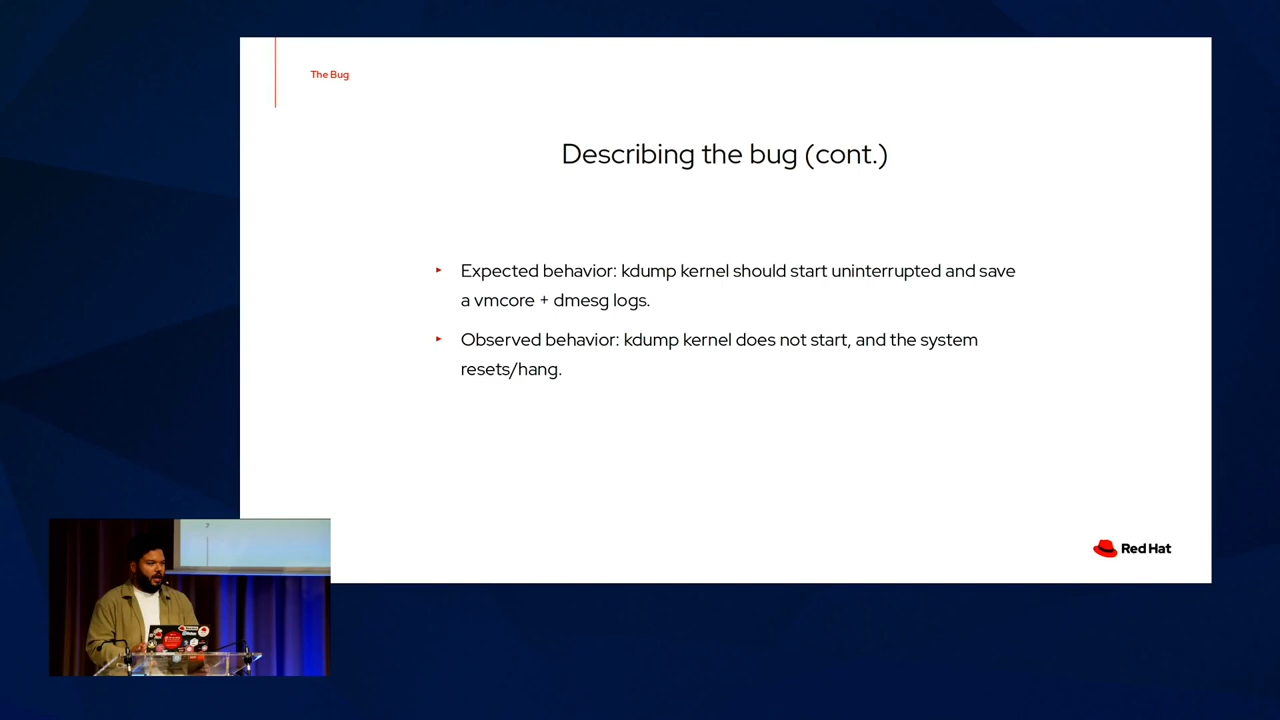 The Bug
Describing the bug (cont.)
▸ Expected behavior: kdump kernel should start uninterrupted and save
a vmcore + dmesg logs.
▸ Observed behavior: kdump kernel does not start, and the system
resets/hang.
Red Hat